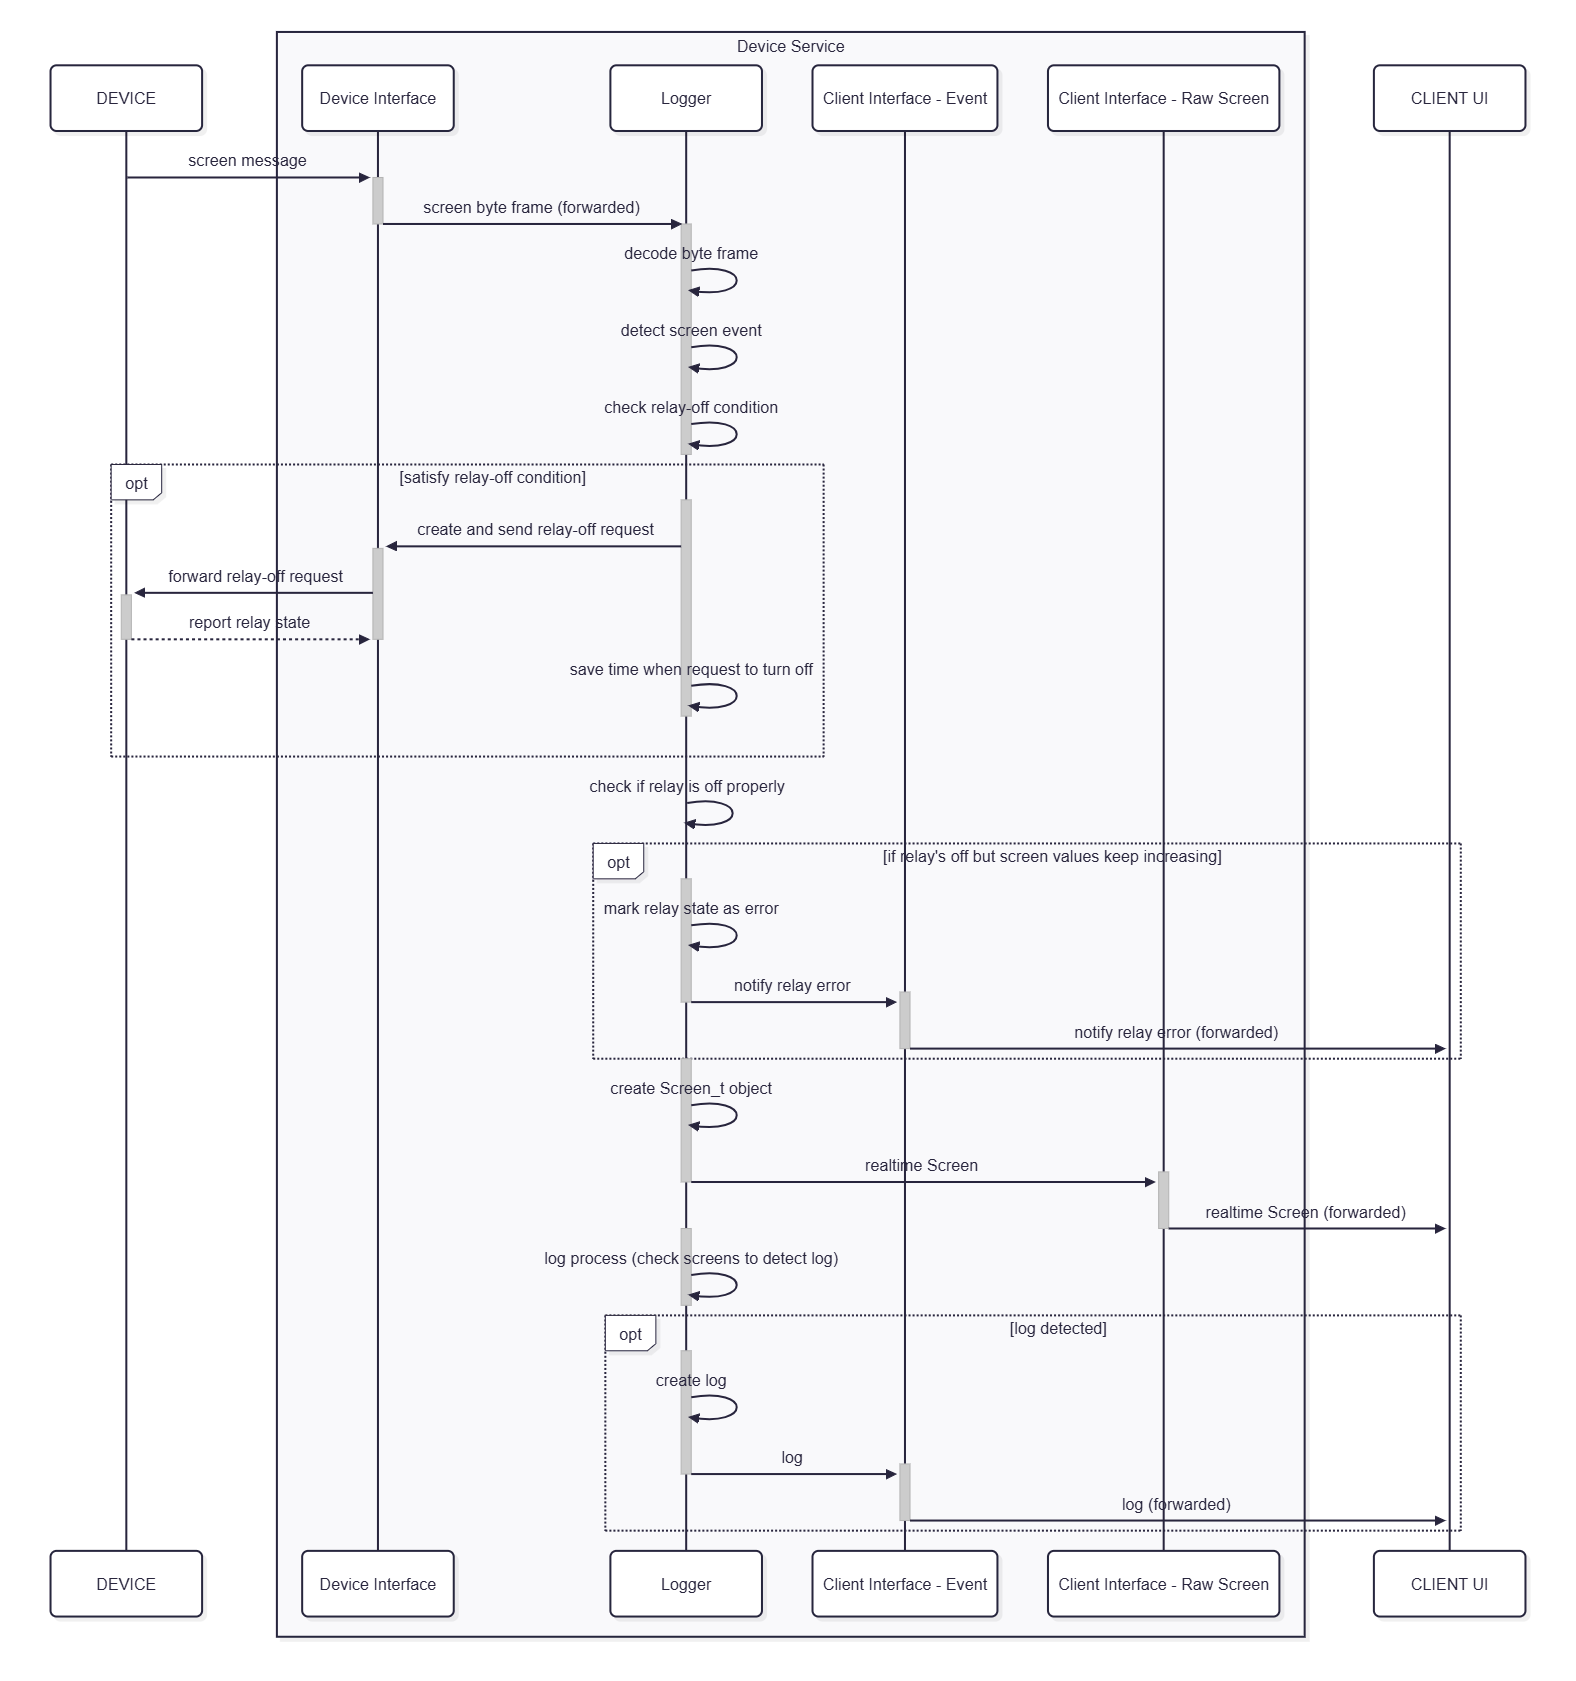 Device Service
DEVICE
Device Interface
Logger
Client Interface - Event
Client Interface - Raw Screen
CLIENT UI
screen message
screen byte frame (forwarded)
decode byte frame
detect screen event
check relay-off condition
opt
[satisfy relay-off condition]
create and send relay-off request
forward relay-off request
report relay state
save time when request to turn off
check if relay is off properly
opt
[if relay's off but screen values keep increasing]
mark relay state as error
notify relay error
notify relay error (forwarded)
create Screen_t object
realtime Screen
realtime Screen (forwarded)
log process (check screens to detect log)
opt
[log detected]
create log
log
log (forwarded)
DEVICE
Device Interface
Logger
Client Interface - Event
Client Interface - Raw Screen
CLIENT UI